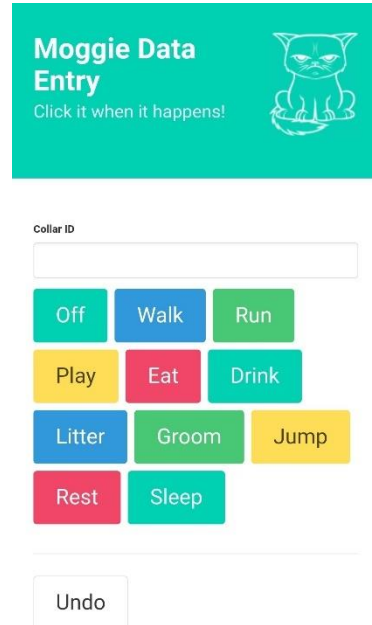 Moggie Data
Entry
Click it when it happens!
Collar ID
Off Walk Run
Play Eat Drink
Litter Groom Jump
Rest Sleep
Undo